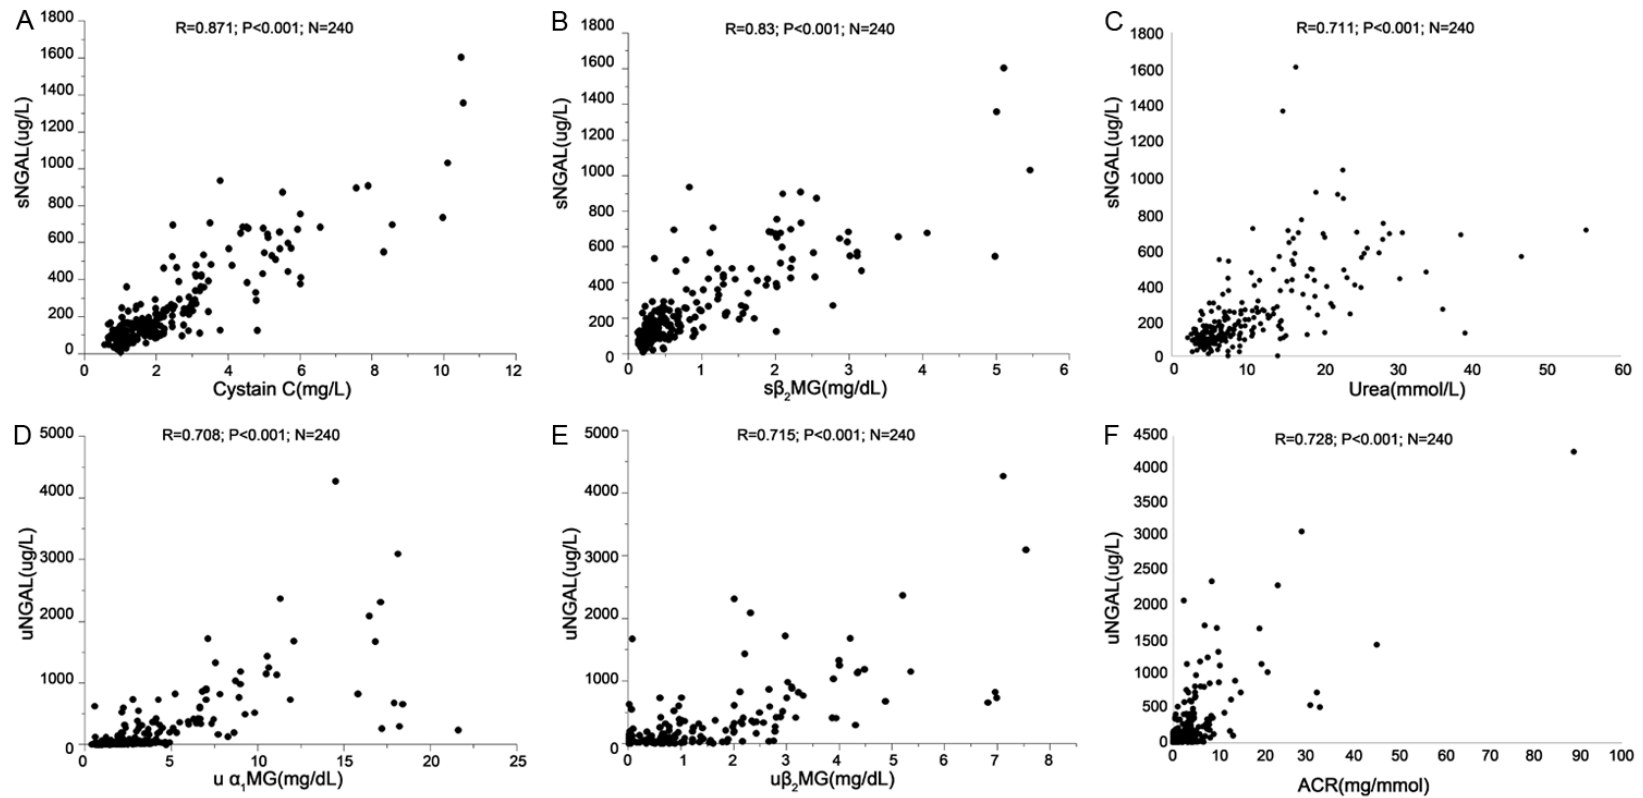 A
R=0.871; P<0.001; N=240
sNGAL(ug/L)
1800
1600
1400
1200
1000
800
600
400
200
0
0 2 4 6 8 10 12
Cystain C(mg/L)
B
R=0.83; P<0.001; N=240
sNGAL(ug/L)
1800
1600
1400
1200
1000
800
600
400
200
0
0 1 2 3 4 5 6
sβ₂MG(mg/dL)
C
R=0.711; P<0.001; N=240
sNGAL(ug/L)
1800
1600
1400
1200
1000
800
600
400
200
0
0 10 20 30 40 50 60
Urea(mmol/L)
D
R=0.708; P<0.001; N=240
uNGAL(ug/L)
5000
4000
3000
2000
1000
0
0 5 10 15 20 25
u α₁MG(mg/dL)
E
R=0.715; P<0.001; N=240
uNGAL(ug/L)
5000
4000
3000
2000
1000
0
0 1 2 3 4 5 6 7 8
uβ₂MG(mg/dL)
F
R=0.728; P<0.001; N=240
uNGAL(ug/L)
4500
4000
3500
3000
2500
2000
1500
1000
500
0
0 10 20 30 40 50 60 70 80 90 100
ACR(mg/mmol)